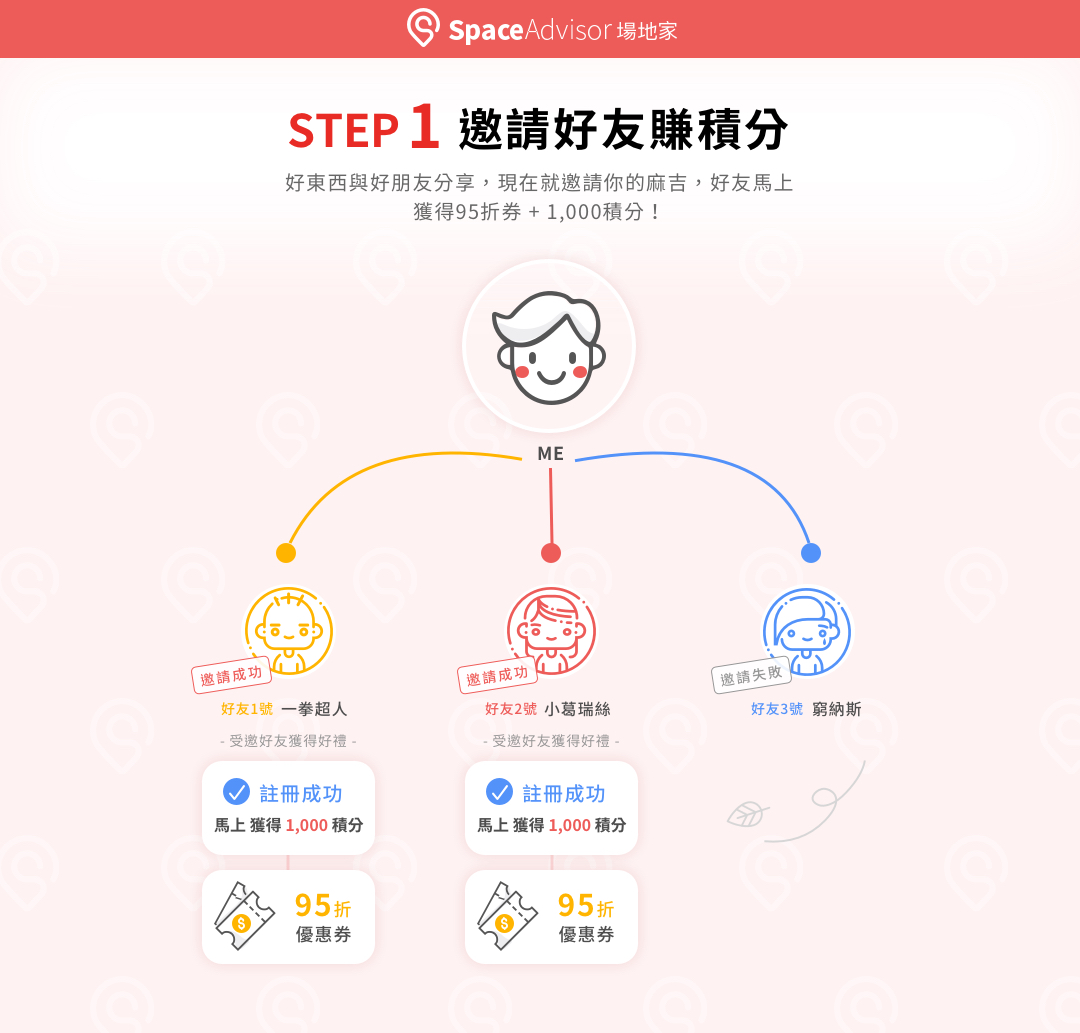 SpaceAdvisor 場地家
STEP 1 邀請好友賺積分
好東西與好朋友分享，現在就邀請你的麻吉，好友馬上
獲得95折券 + 1,000積分！
ME
邀請成功
邀請成功
邀請失敗
好友1號 一拳超人
好友2號 小葛瑞絲
好友3號 窮納斯
- 受邀好友獲得好禮 -
- 受邀好友獲得好禮 -
註冊成功
馬上 獲得 1,000 積分
註冊成功
馬上 獲得 1,000 積分
$
95折
優惠券
$
95折
優惠券